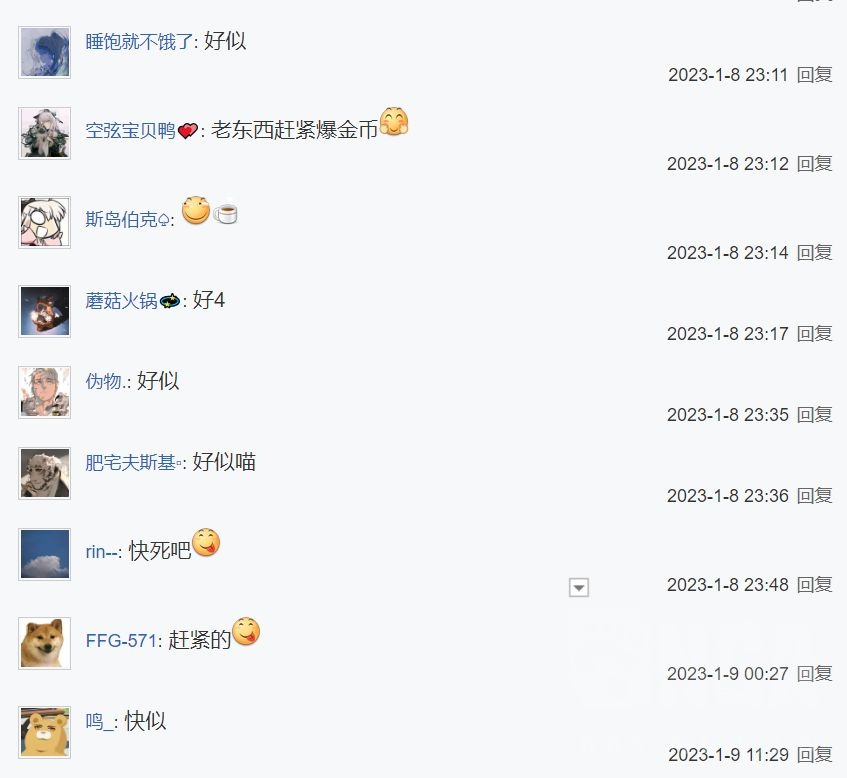 睡饱就不饿了: 好似
2023-1-8 23:11 回复
空弦宝贝鸭: 老东西赶紧爆金币
2023-1-8 23:12 回复
斯岛伯克♤:
2023-1-8 23:14 回复
蘑菇火锅: 好4
2023-1-8 23:17 回复
伪物.: 好似
2023-1-8 23:35 回复
肥宅夫斯基▫: 好似喵
2023-1-8 23:36 回复
rin--: 快死吧
2023-1-8 23:48 回复
FFG-571: 赶紧的
2023-1-9 00:27 回复
鸣_: 快似
2023-1-9 11:29 回复